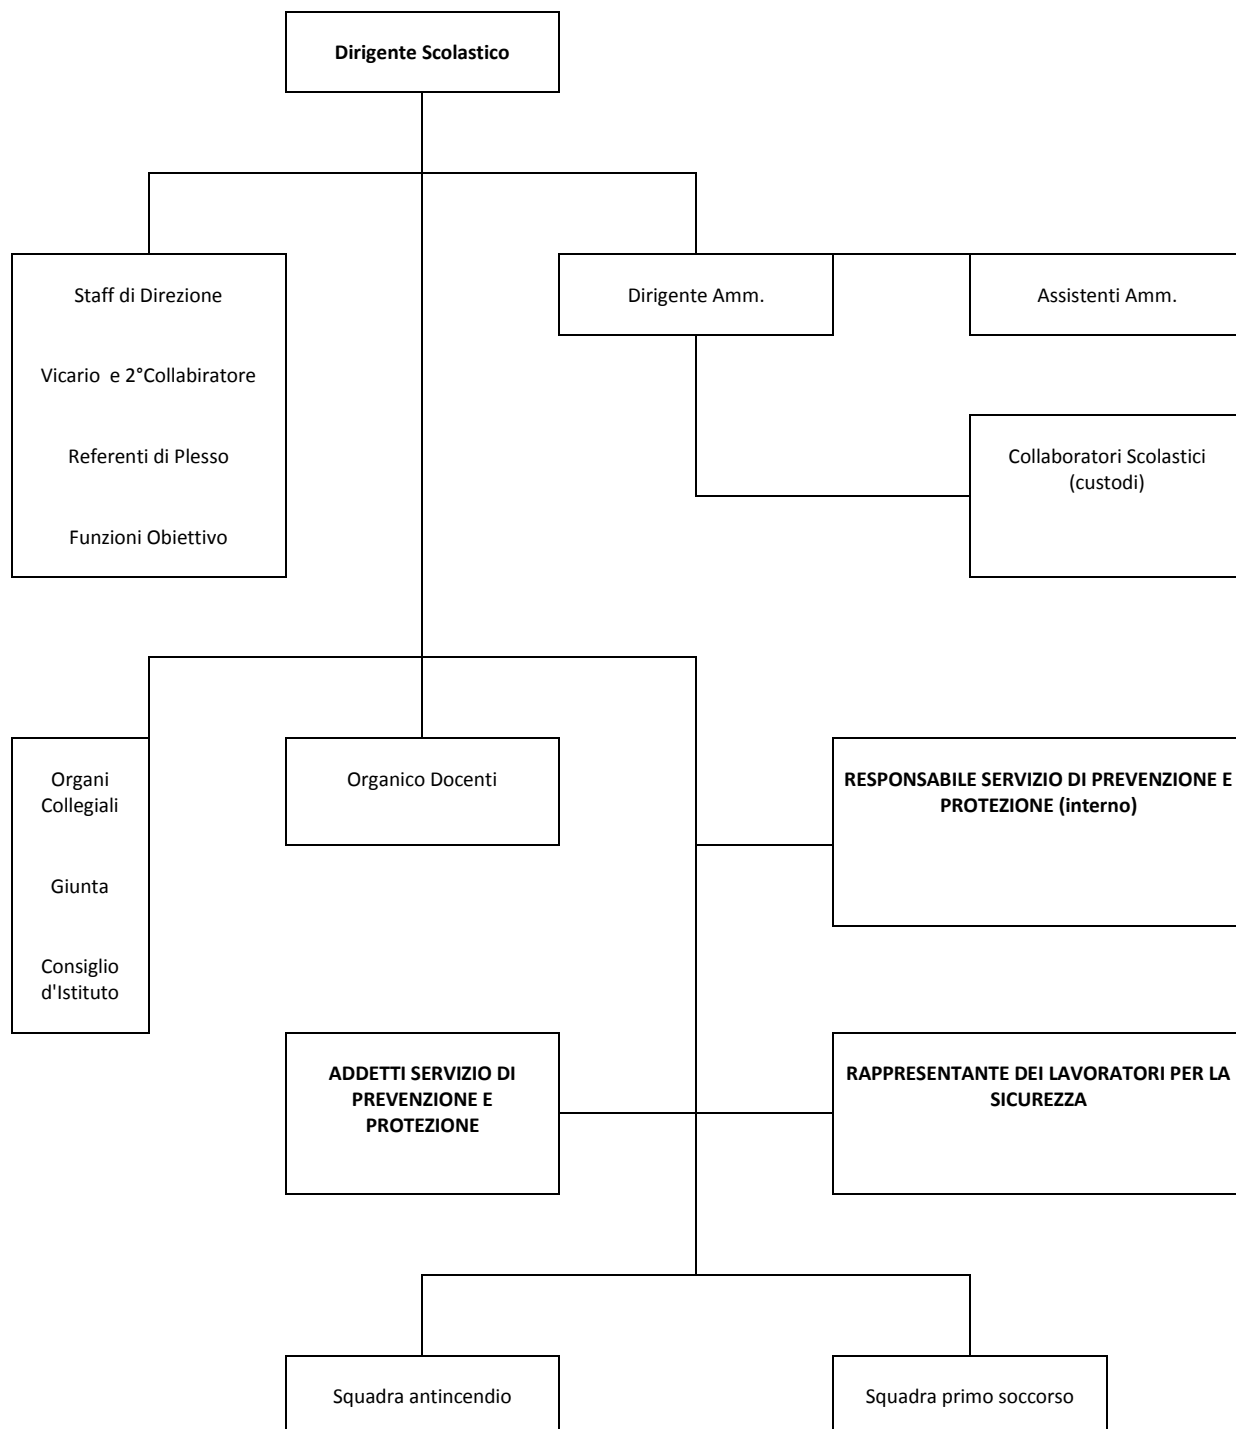 Dirigente Scolastico
Staff di Direzione
Vicario e 2°Collabiratore
Referenti di Plesso
Funzioni Obiettivo
Dirigente Amm.
Assistenti Amm.
Collaboratori Scolastici
(custodi)
Organi
Collegiali
Giunta
Consiglio
d'Istituto
Organico Docenti
RESPONSABILE SERVIZIO DI PREVENZIONE E
PROTEZIONE (interno)
ADDETTI SERVIZIO DI
PREVENZIONE E
PROTEZIONE
RAPPRESENTANTE DEI LAVORATORI PER LA
SICUREZZA
Squadra antincendio
Squadra primo soccorso